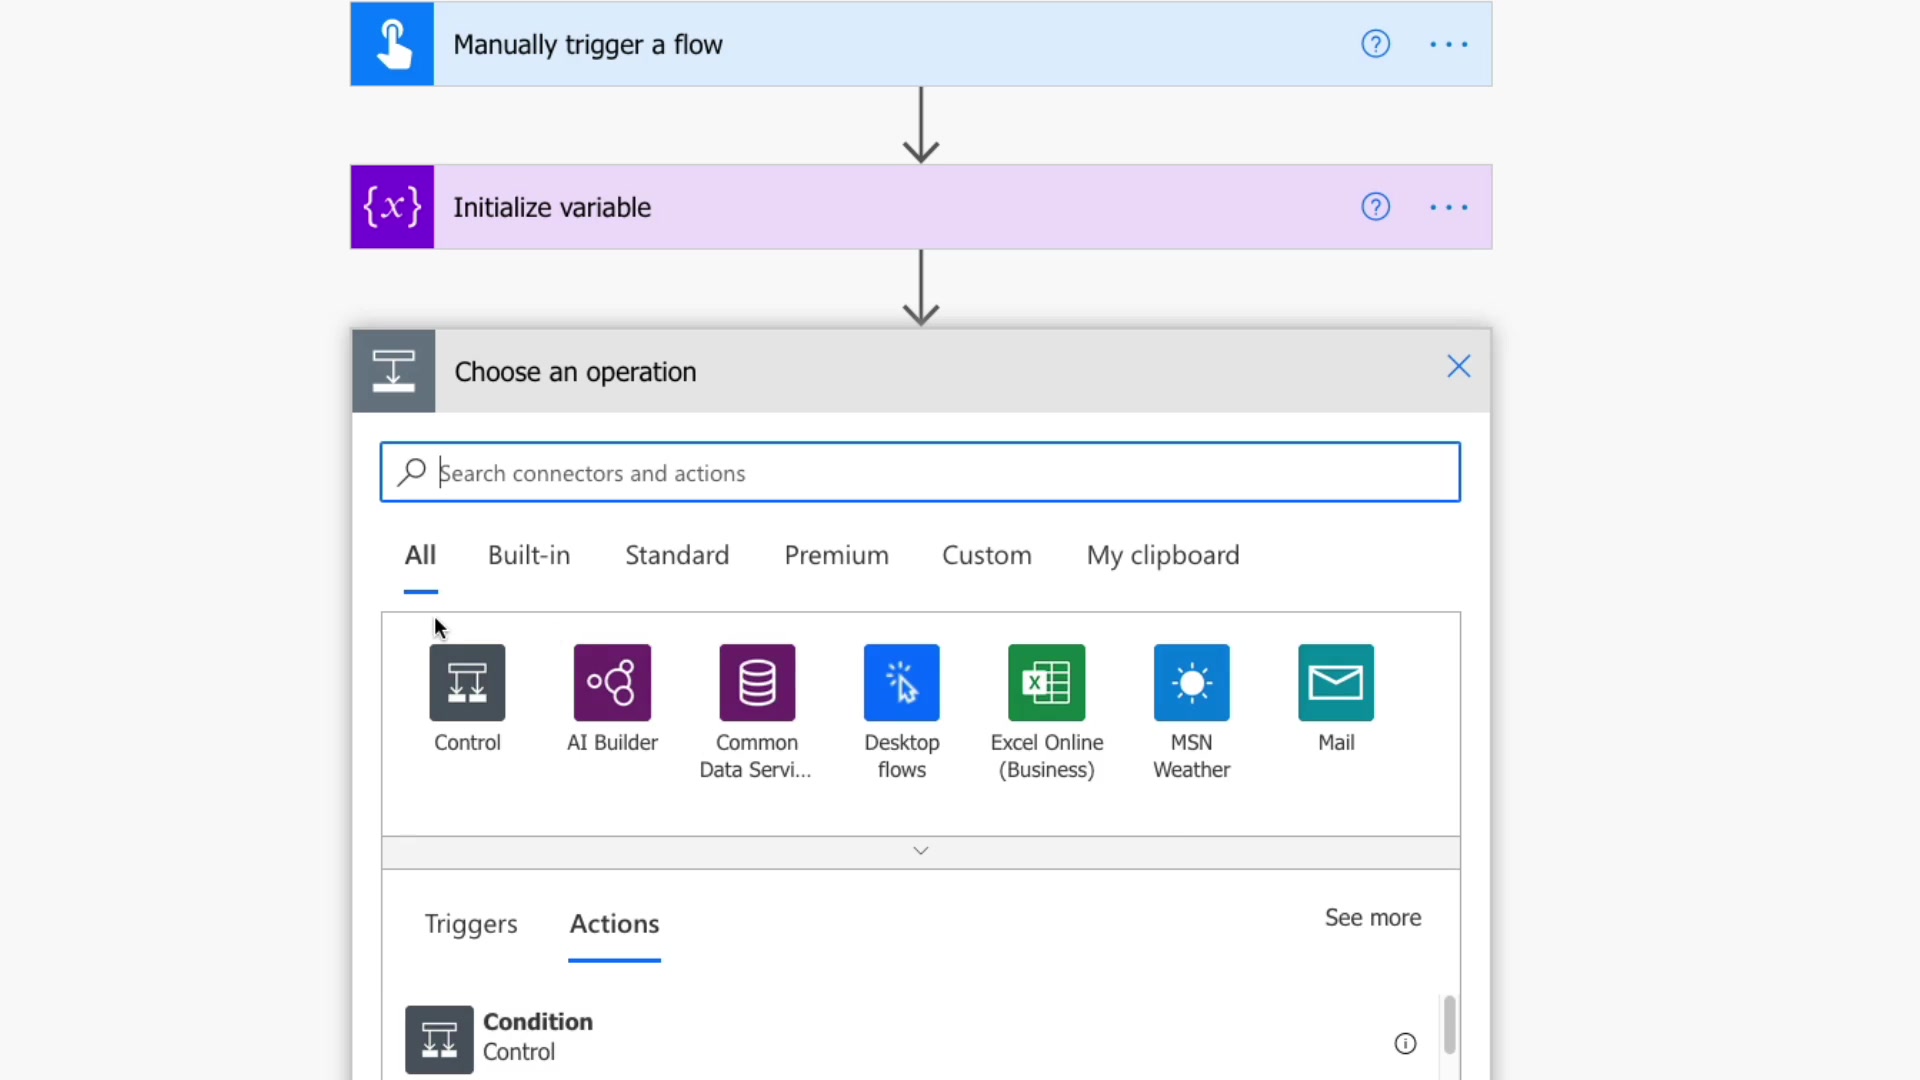 Manually trigger a flow
{x} Initialize variable
Choose an operation
Search connectors and actions
All Built-in Standard Premium Custom My clipboard
Control AI Builder Common Desktop Excel Online MSN Mail
Data Servi... flows (Business) Weather
Triggers Actions See more
Condition
Control